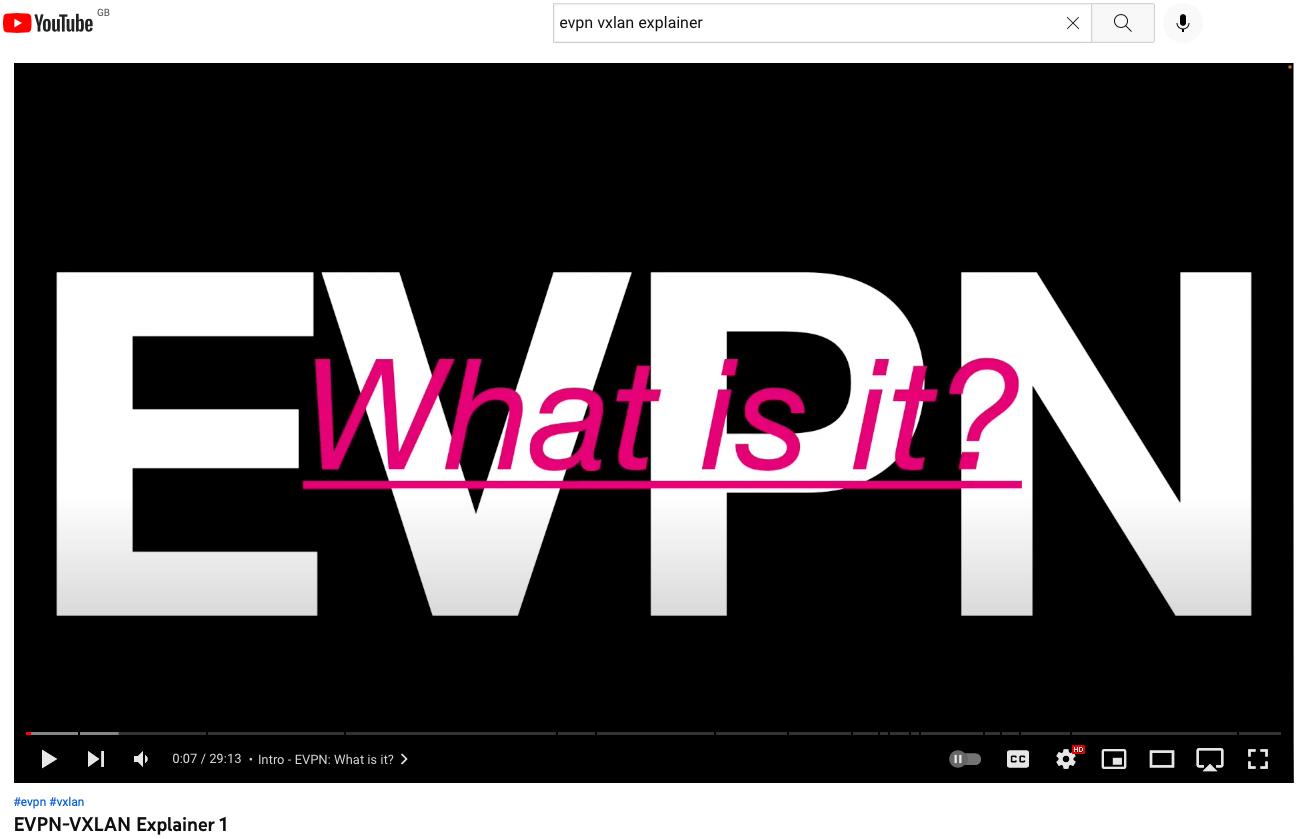 YouTube GB
evpn vxlan explainer
EVPN
What is it?
0:07 / 29:13 • Intro - EVPN: What is it?
CC
HD
#evpn #vxlan
EVPN-VXLAN Explainer 1